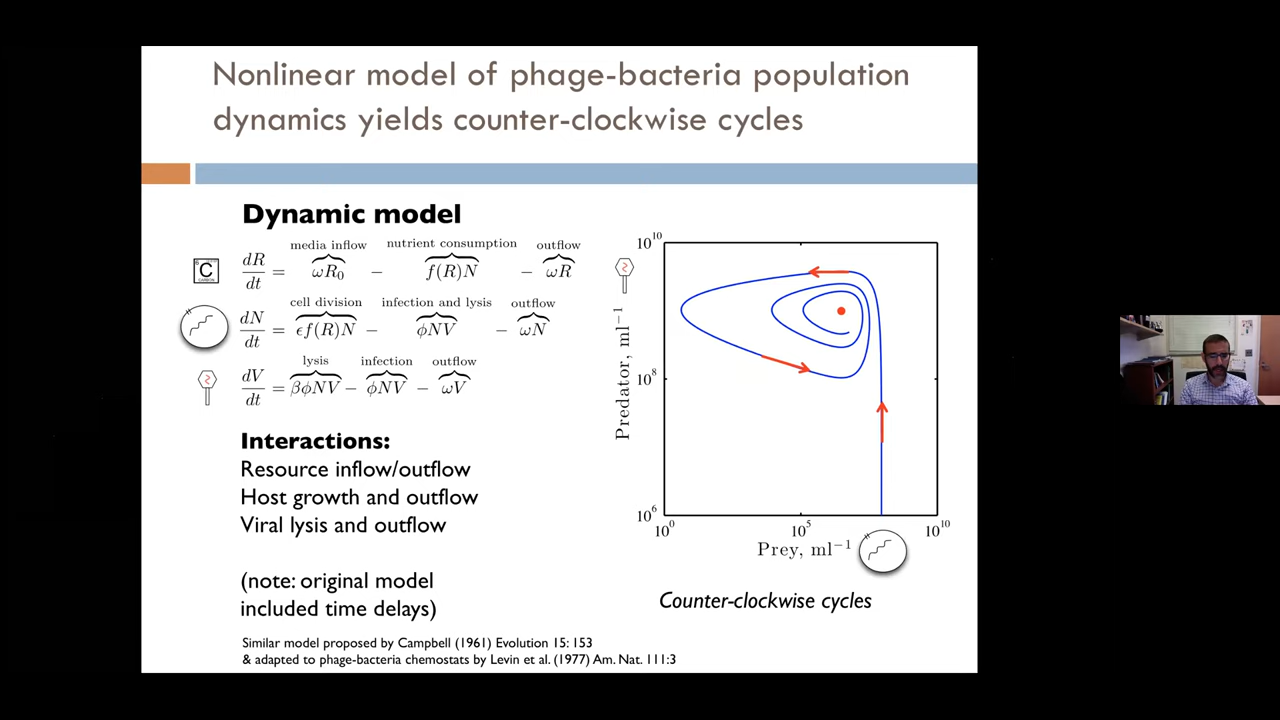 Nonlinear model of phage-bacteria population
dynamics yields counter-clockwise cycles
Dynamic model
media inflow nutrient consumption outflow
C dR/dt = ωR₀ − f(R)N − ωR
cell division infection and lysis outflow
dN/dt = ϵf(R)N − ϕNV − ωN
lysis infection outflow
dV/dt = βϕNV − ϕNV − ωV
Interactions:
Resource inflow/outflow
Host growth and outflow
Viral lysis and outflow
(note: original model
included time delays)
10¹⁰
10⁸
10⁶
Predator, ml⁻¹
10⁰ 10⁵ 10¹⁰
Prey, ml⁻¹
Counter-clockwise cycles
Similar model proposed by Campbell (1961) Evolution 15: 153
& adapted to phage-bacteria chemostats by Levin et al. (1977) Am. Nat. 111:3